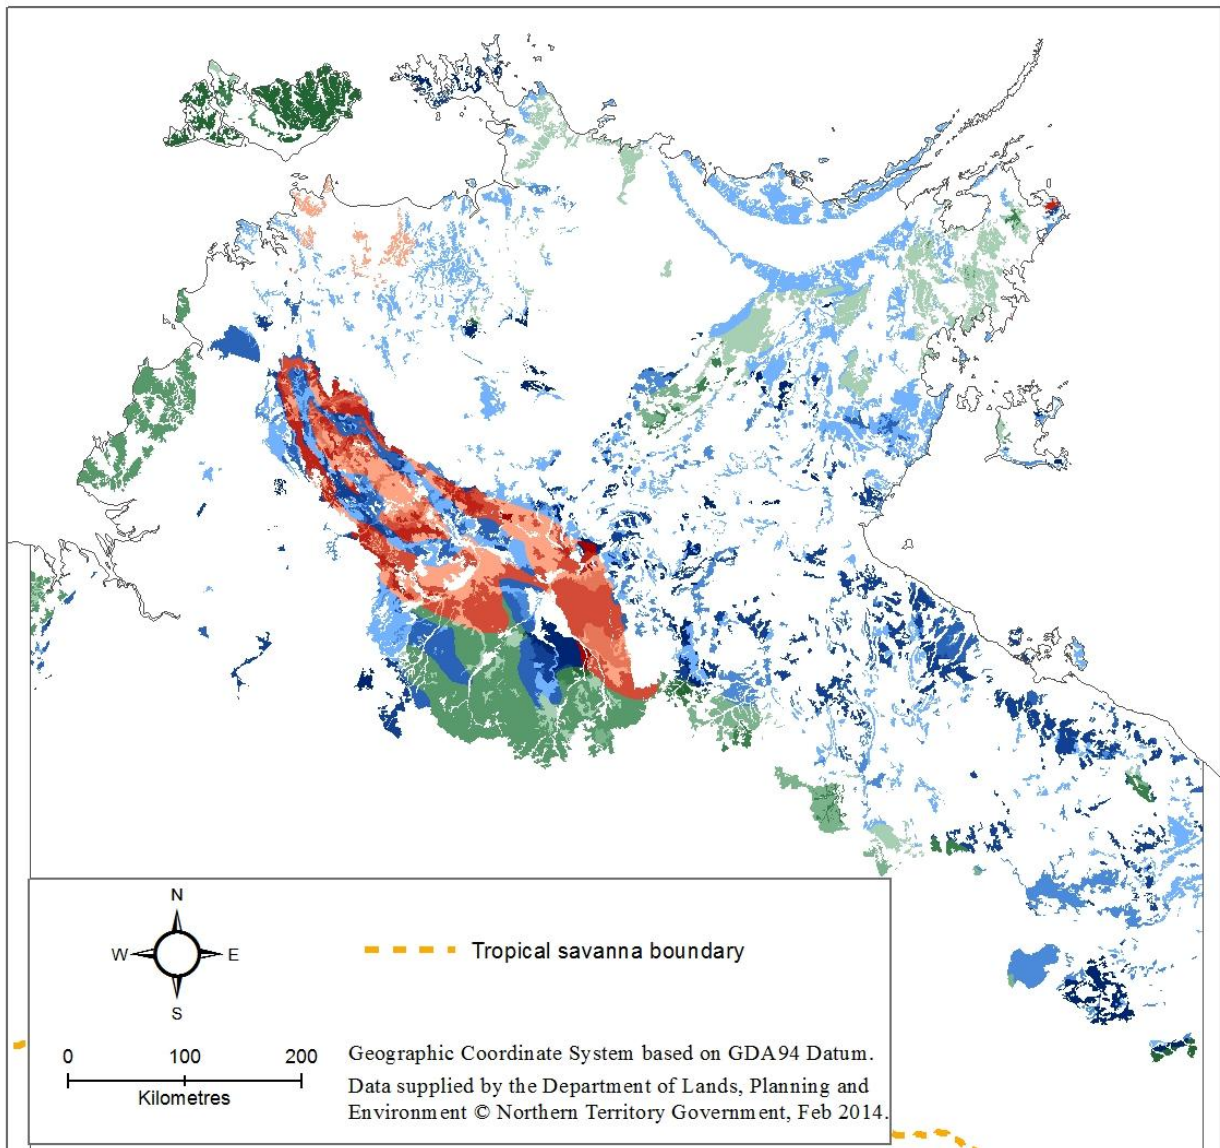 N
W E
S
Tropical savanna boundary
0 100 200
Kilometres
Geographic Coordinate System based on GDA94 Datum.
Data supplied by the Department of Lands, Planning and
Environment © Northern Territory Government, Feb 2014.